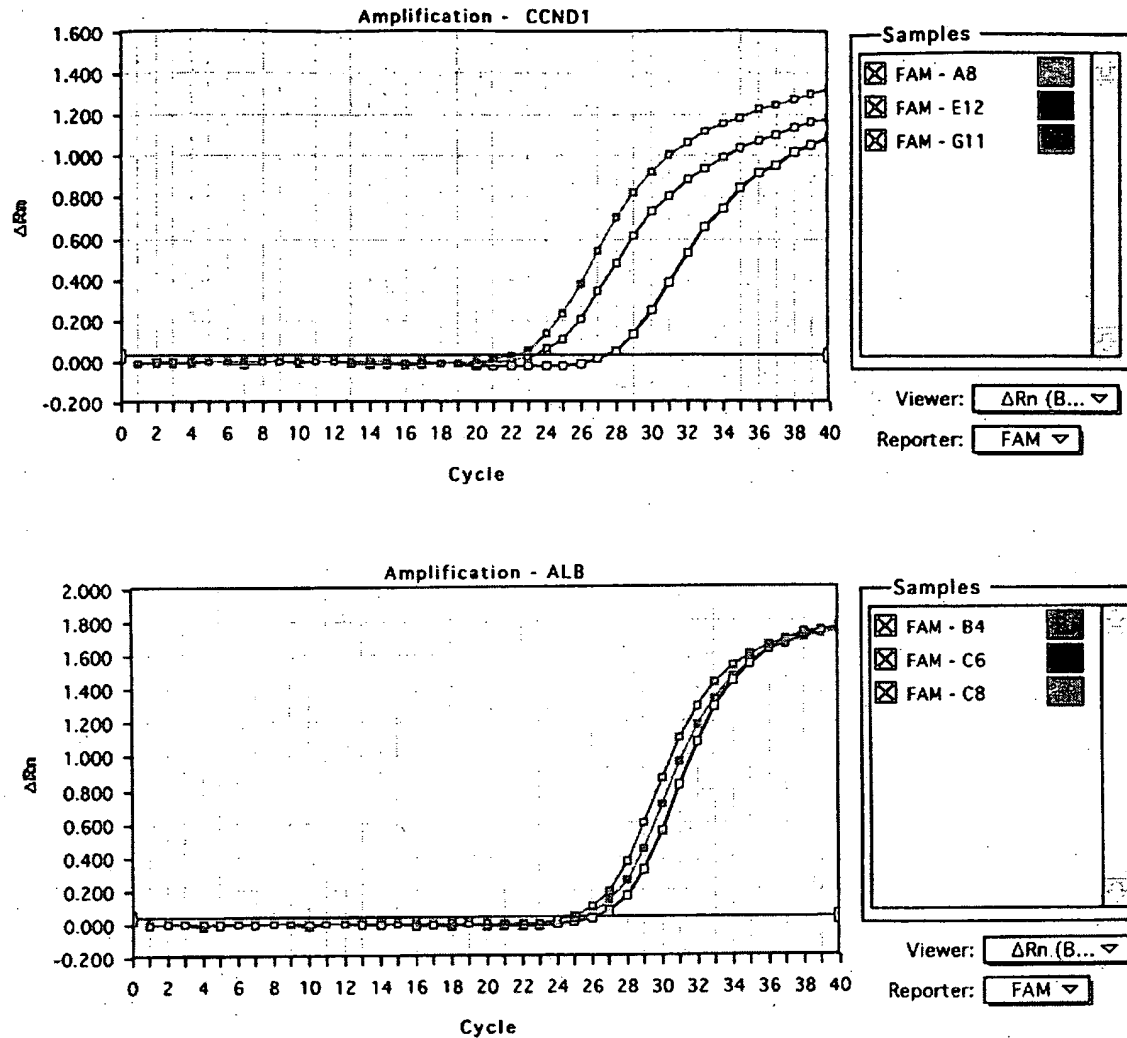 Amplification - CCND1
1.600
1.400
1.200
1.000
0.800
0.600
0.400
0.200
0.000
-0.200
ΔRn
0 2 4 6 8 10 12 14 16 18 20 22 24 26 28 30 32 34 36 38 40
Cycle
Samples
FAM - A8
FAM - E12
FAM - G11
Viewer: ΔRn (B...
Reporter: FAM
Amplification - ALB
2.000
1.800
1.600
1.400
1.200
1.000
0.800
0.600
0.400
0.200
0.000
-0.200
ΔRn
0 2 4 6 8 10 12 14 16 18 20 22 24 26 28 30 32 34 36 38 40
Cycle
Samples
FAM - B4
FAM - C6
FAM - C8
Viewer: ΔRn (B...
Reporter: FAM